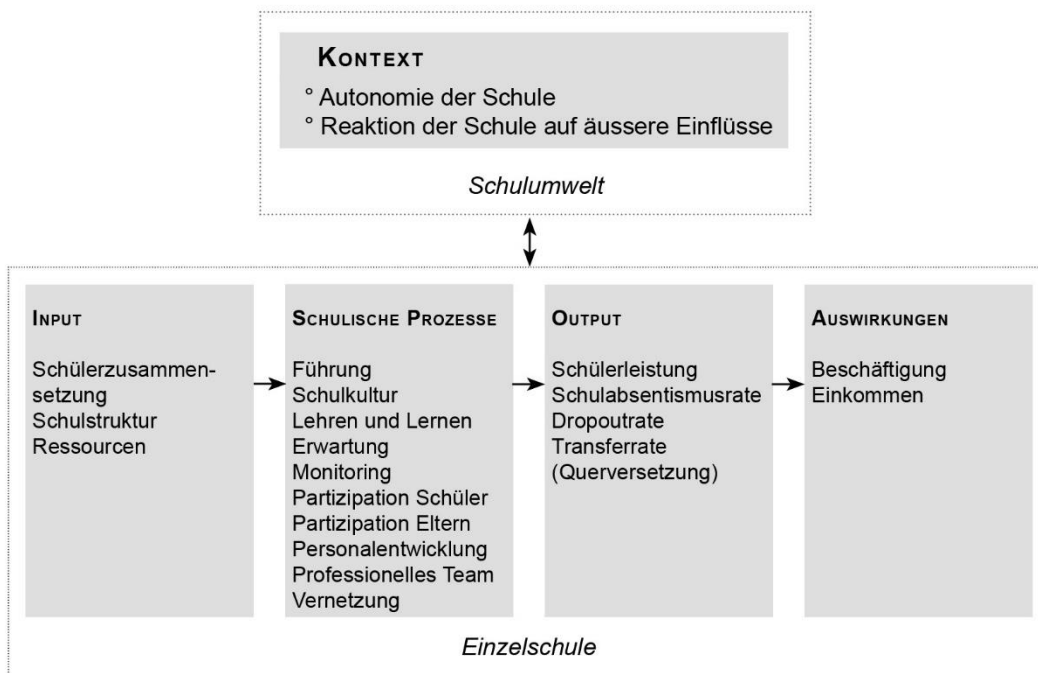 KONTEXT
° Autonomie der Schule
° Reaktion der Schule auf äussere Einflüsse
Schulumwelt
INPUT
Schülerzusammen-
setzung
Schulstruktur
Ressourcen
SCHULISCHE PROZESSE
Führung
Schulkultur
Lehren und Lernen
Erwartung
Monitoring
Partizipation Schüler
Partizipation Eltern
Personalentwicklung
Professionelles Team
Vernetzung
OUTPUT
Schülerleistung
Schulabsentismusrate
Dropoutrate
Transferrate
(Querversetzung)
AUSWIRKUNGEN
Beschäftigung
Einkommen
Einzelschule